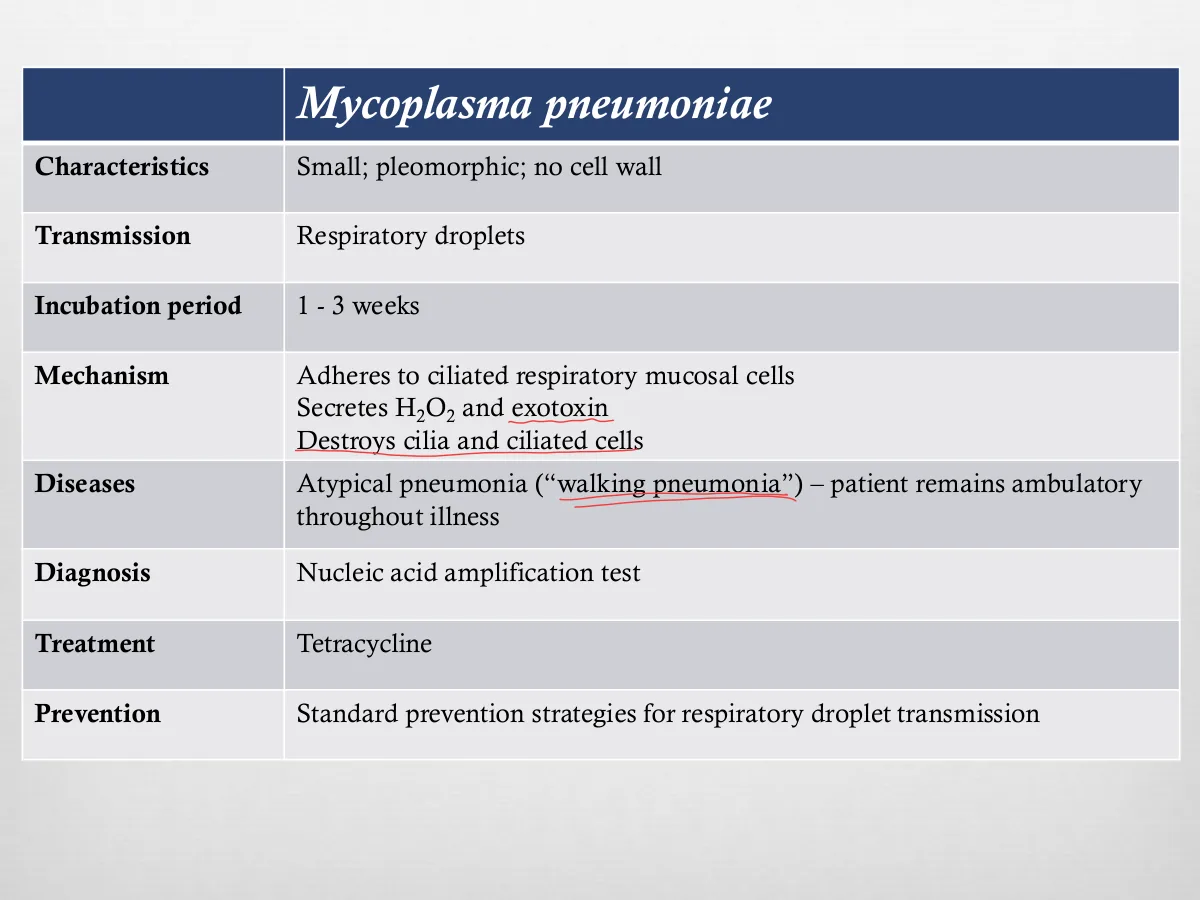 Mycoplasma pneumoniae
Characteristics
Small; pleomorphic; no cell wall
Transmission
Respiratory droplets
Incubation period
1 - 3 weeks
Mechanism
Adheres to ciliated respiratory mucosal cells
Secretes H₂O₂ and exotoxin
Destroys cilia and ciliated cells
Diseases
Atypical pneumonia (“walking pneumonia”) – patient remains ambulatory
throughout illness
Diagnosis
Nucleic acid amplification test
Treatment
Tetracycline
Prevention
Standard prevention strategies for respiratory droplet transmission